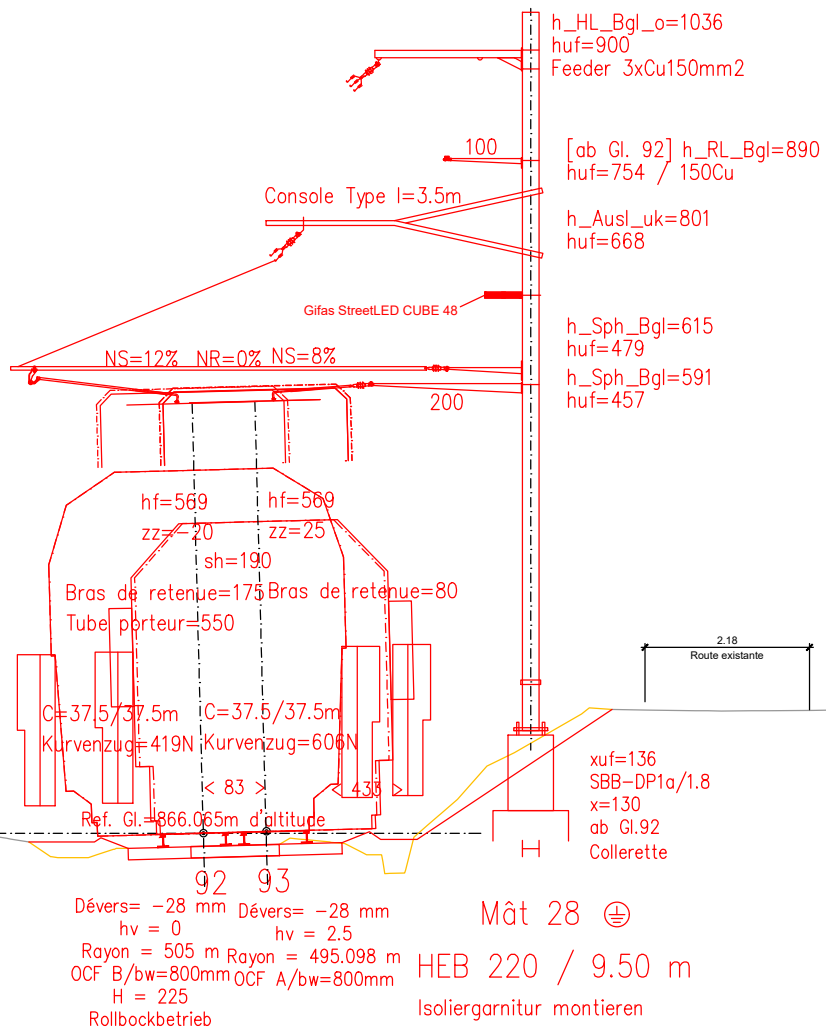 h_HL_Bgl_o=1036
huf=900
Feeder 3xCu150mm2
100
[ab Gl. 92] h_RL_Bgl=890
huf=754 / 150Cu
Console Type l=3.5m
h_Ausl_uk=801
huf=668
Gifas StreetLED CUBE 48
h_Sph_Bgl=615
huf=479
NS=12% NR=0% NS=8%
h_Sph_Bgl=591
huf=457
200
hf=569 hf=569
zz=-20 zz=25
sh=190
Bras de retenue=175 Bras de retenue=80
Tube porteur=550
2.18
Route existante
C=37.5/37.5m C=37.5/37.5m
Kurvenzug=419N Kurvenzug=606N
< 83 > < 433 >
xuf=136
SBB-DP1a/1.8
x=130
ab Gl.92
Collerette
Ref. Gl.=866.065m d'altitude
92 93
Dévers= -28 mm
hv = 0
Rayon = 505 m
OCF B/bw=800mm
H = 225
Rollbockbetrieb
Dévers= -28 mm
hv = 2.5
Rayon = 495.098 m
OCF A/bw=800mm
Mât 28
HEB 220 / 9.50 m
Isoliergarnitur montieren